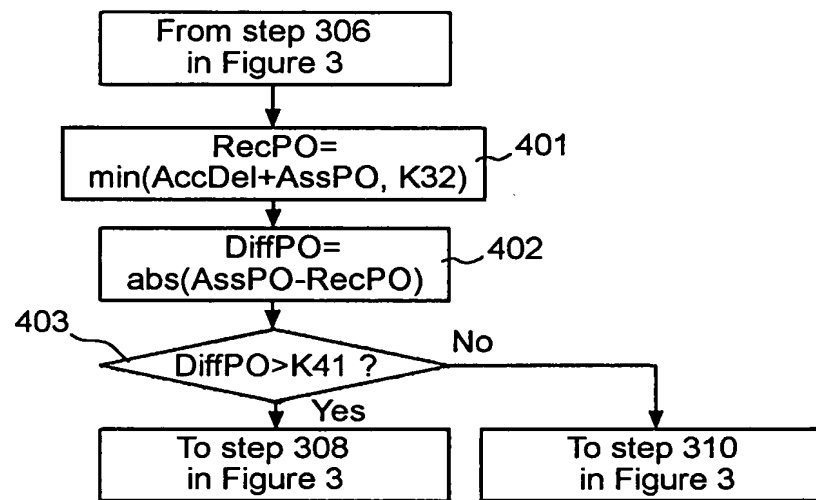 From step 306
in Figure 3
RecPO=
min(AccDel+AssPO, K32)
401
DiffPO=
abs(AssPO-RecPO)
402
403
DiffPO>K41 ?
No
Yes
To step 308
in Figure 3
To step 310
in Figure 3